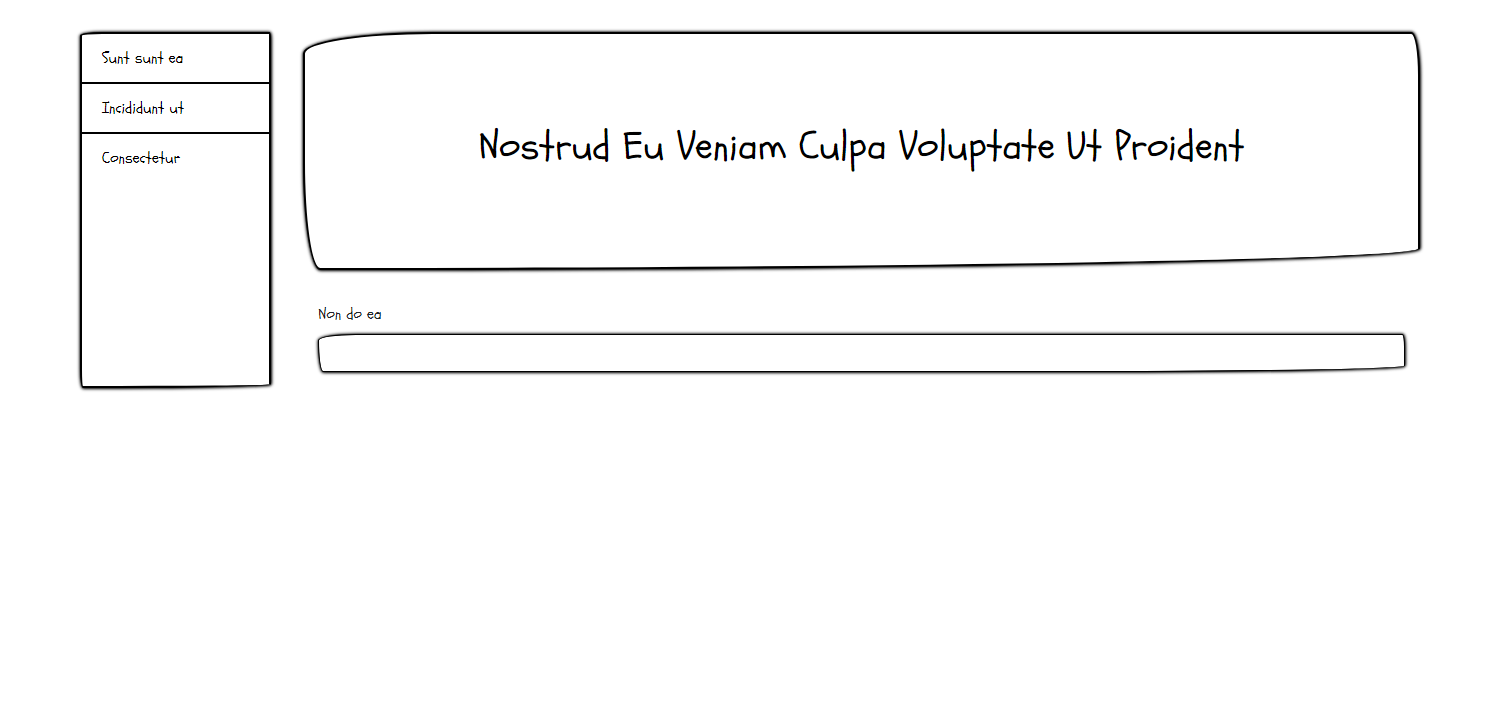 Sunt sunt ea
Incididunt ut
Consectetur
Nostrud Eu Veniam Culpa Voluptate Ut Proident
Non do ea